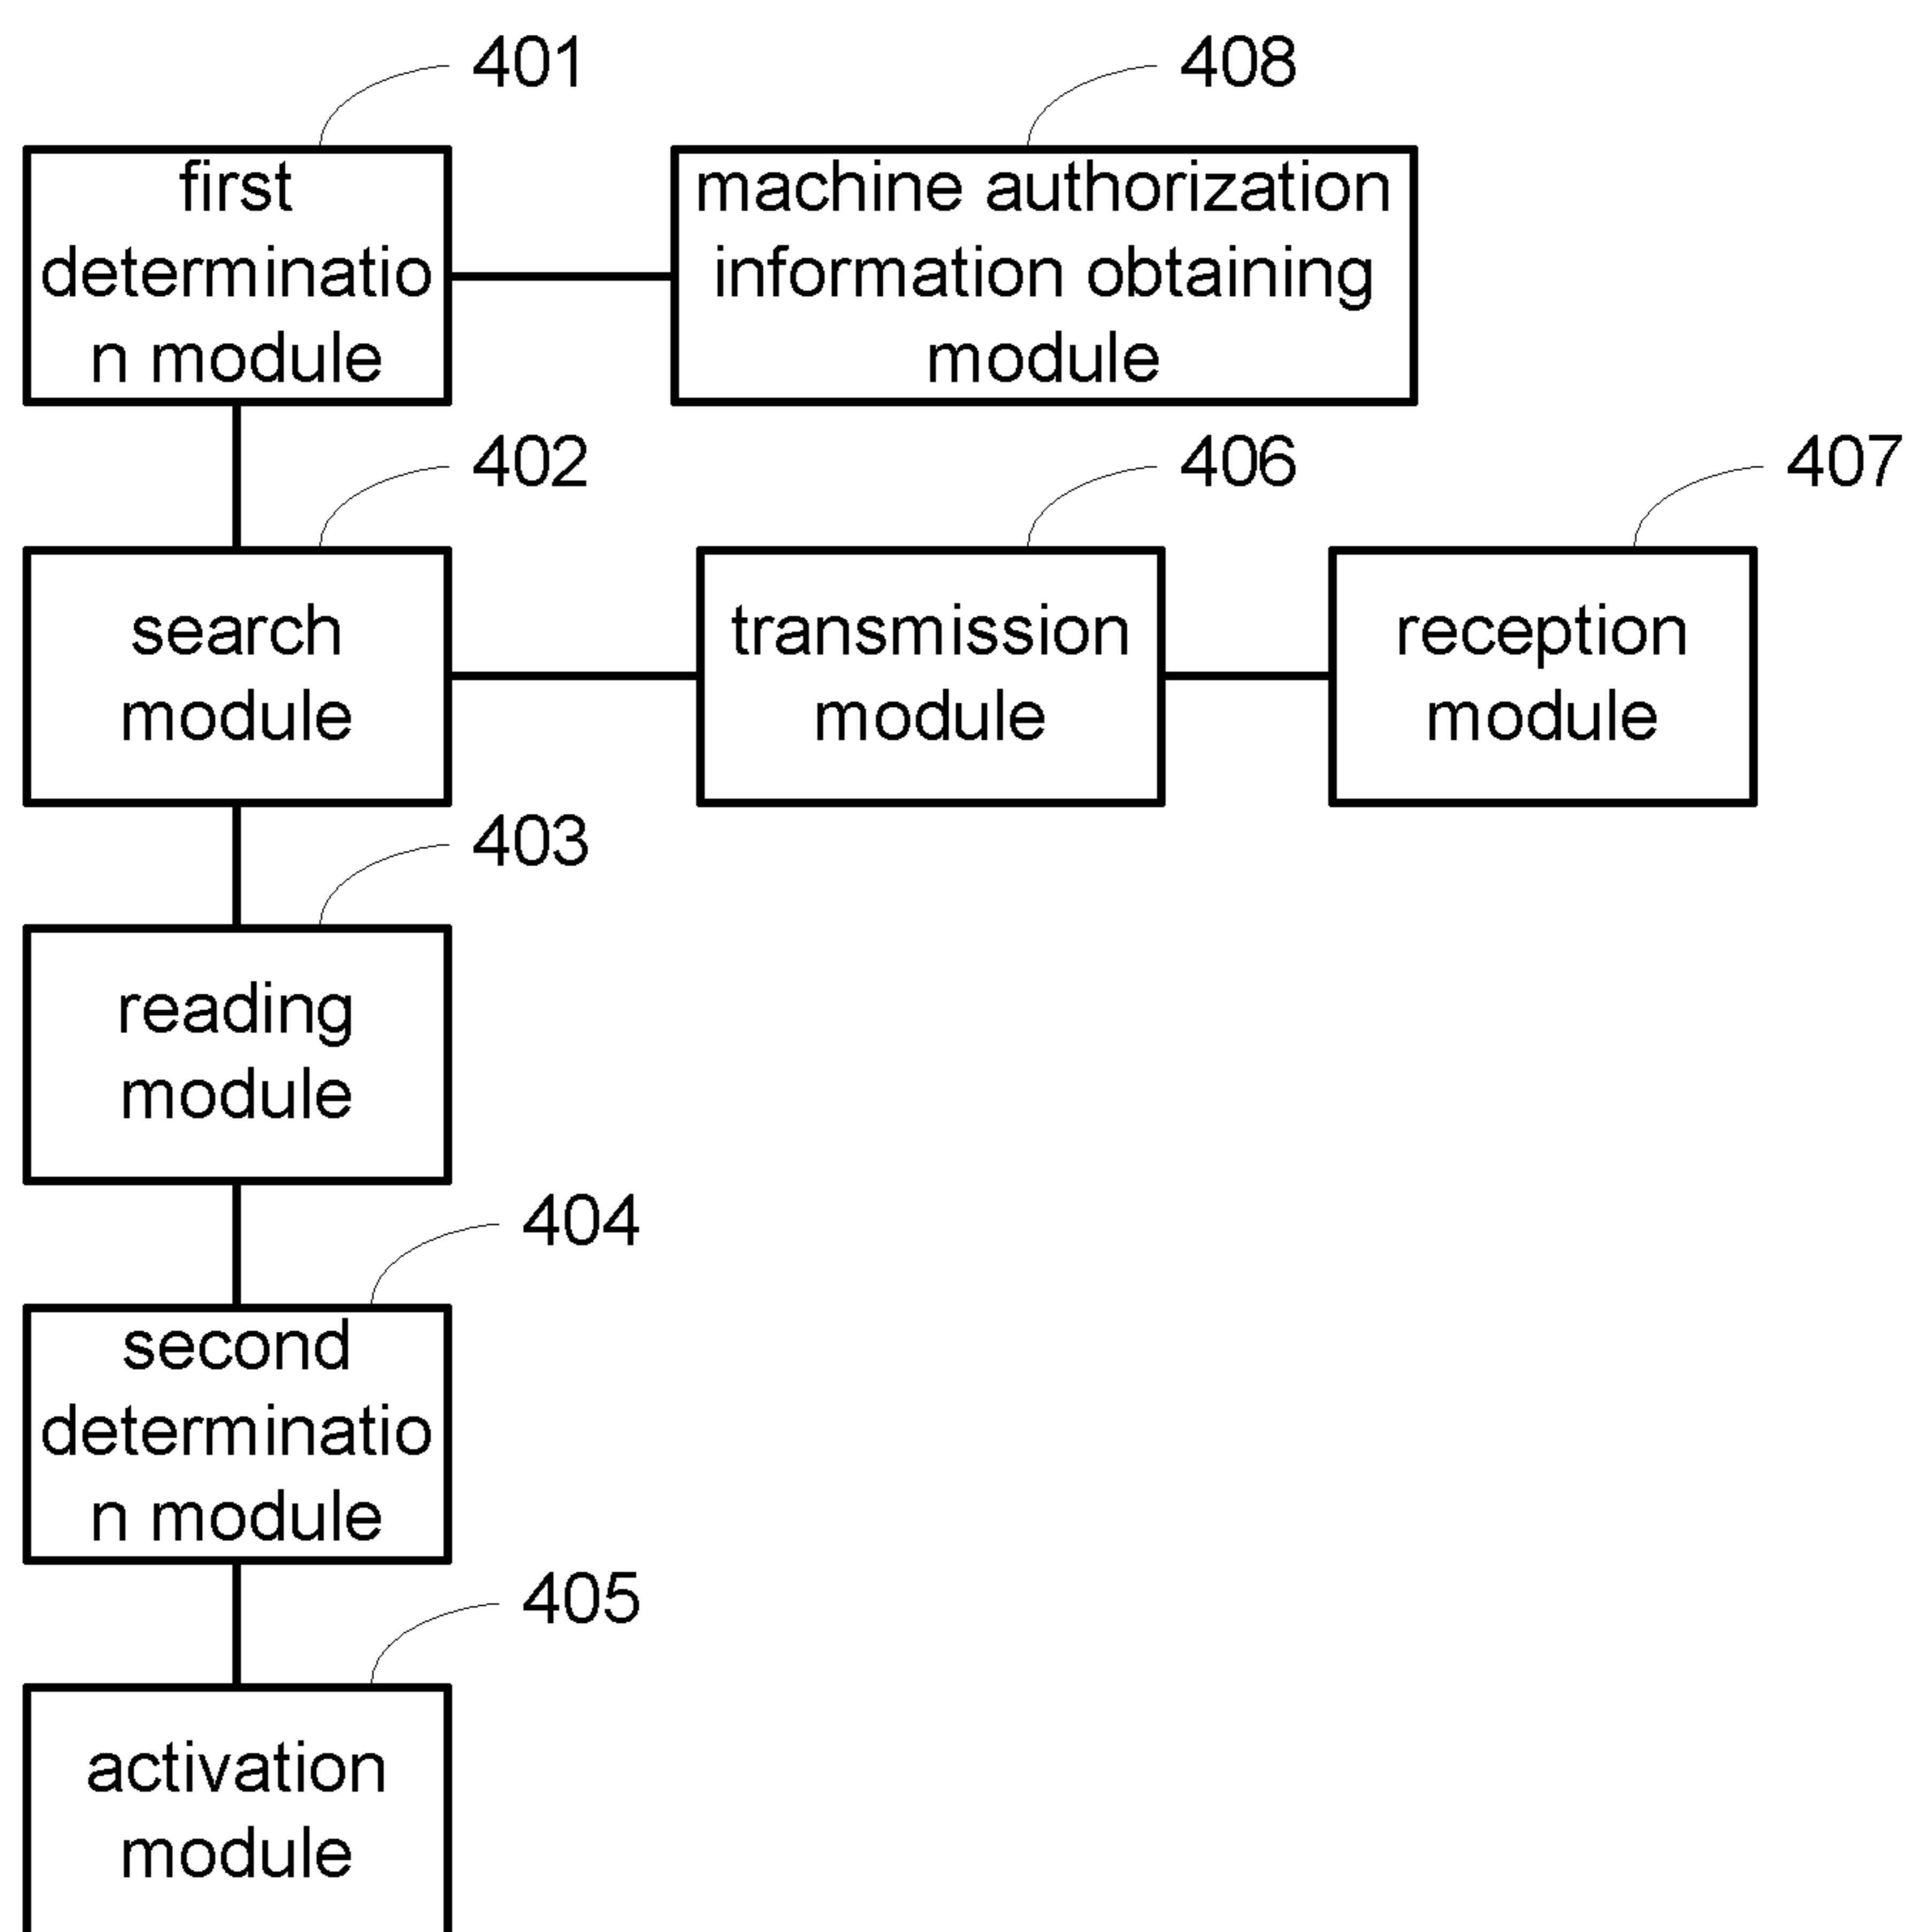 401
408
first
determinatio
n module
machine authorization
information obtaining
module
402
406
407
search
module
transmission
module
reception
module
403
reading
module
404
second
determinatio
n module
405
activation
module